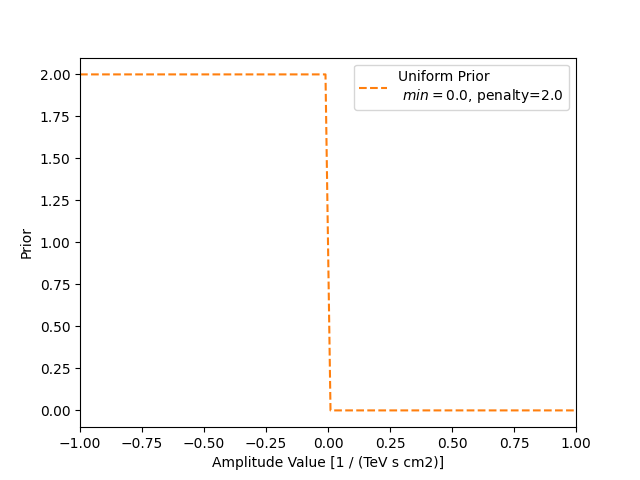 2.00
1.75
1.50
1.25
1.00
0.75
0.50
0.25
0.00
Prior
−1.00 −0.75 −0.50 −0.25 0.00 0.25 0.50 0.75 1.00
Amplitude Value [1 / (TeV s cm2)]
Uniform Prior
min = 0.0, penalty=2.0